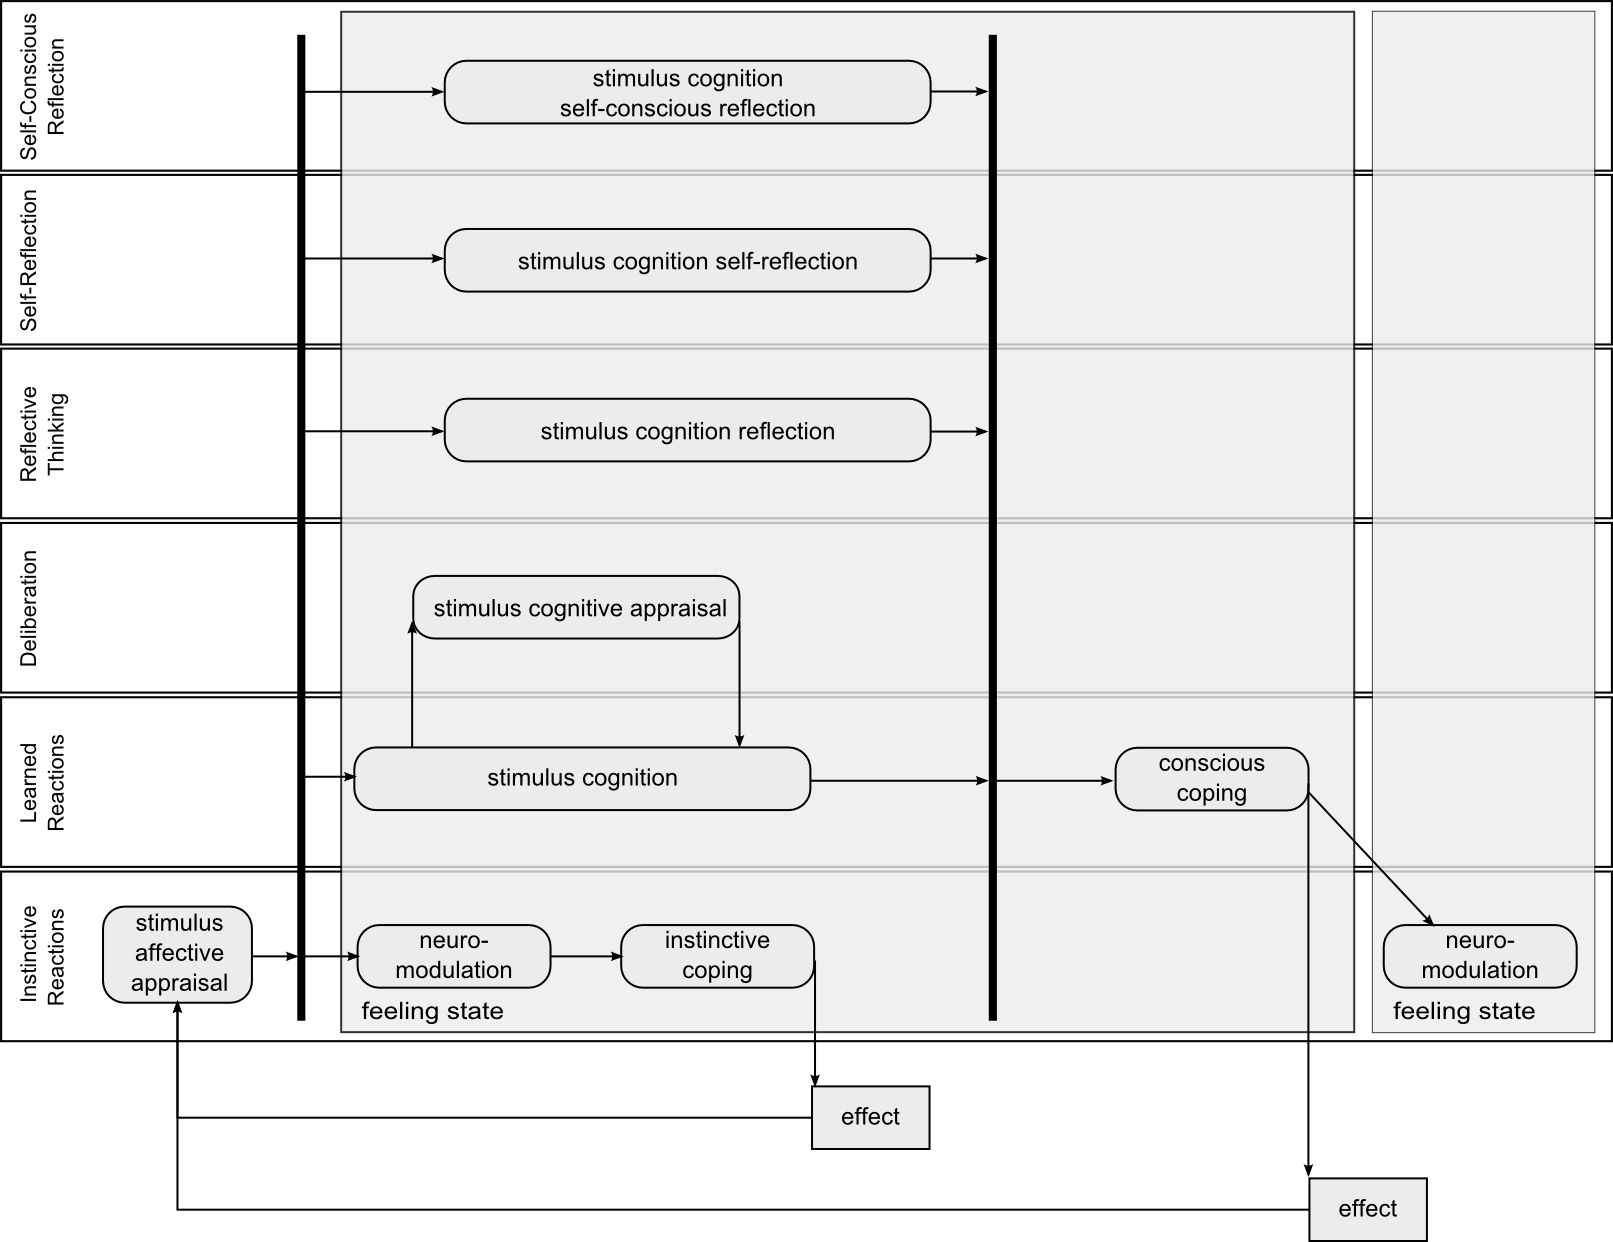 Self-Conscious
Reflection
stimulus cognition
self-conscious reflection
Self-Reflection
stimulus cognition self-reflection
Reflective
Thinking
stimulus cognition reflection
Deliberation
stimulus cognitive appraisal
Learned
Reactions
stimulus cognition
conscious
coping
Instinctive
Reactions
stimulus
affective
appraisal
neuro-
modulation
feeling state
instinctive
coping
neuro-
modulation
feeling state
effect
effect